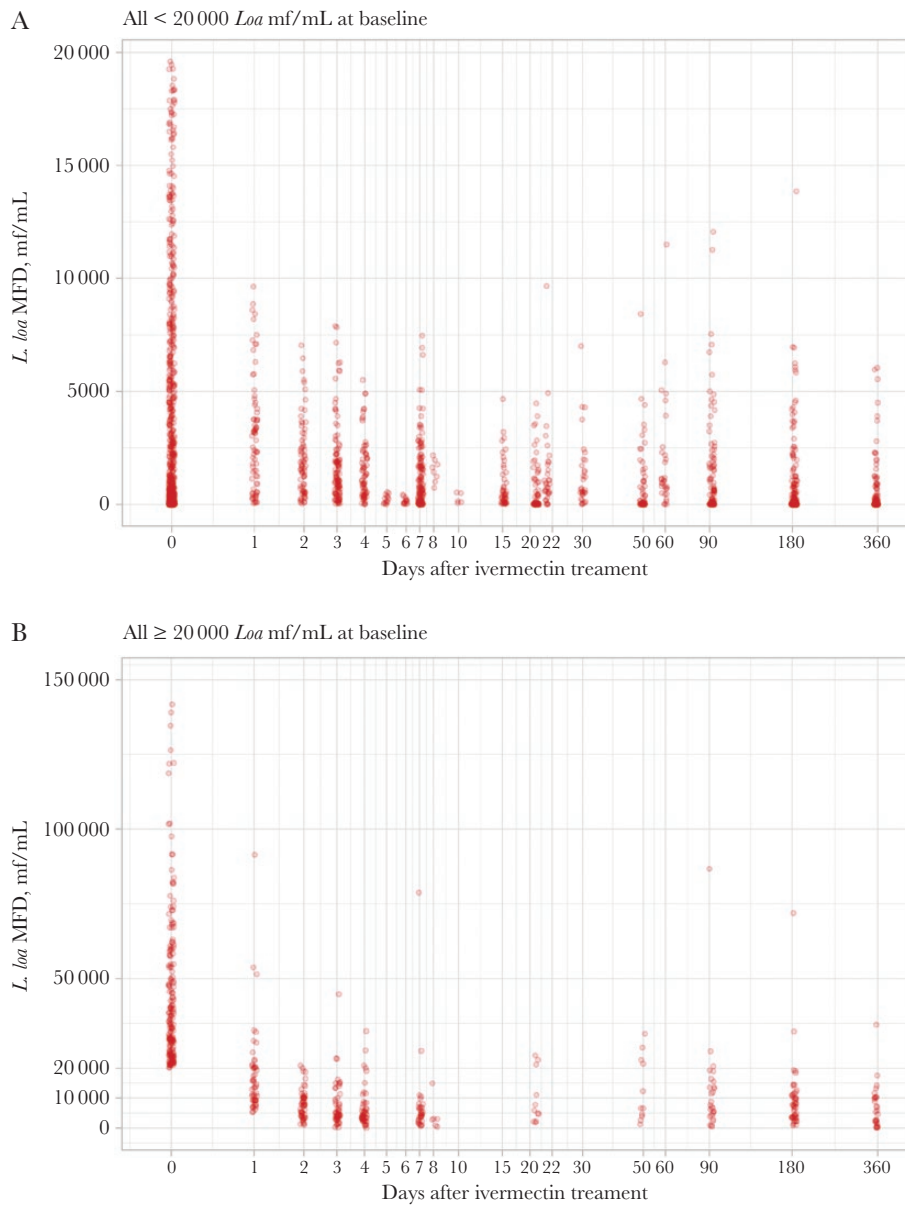 A
All < 20 000 Loa mf/mL at baseline
20 000
15 000
10 000
5000
0
L. loa MFD, mf/mL
0 1 2 3 4 5 6 7 8 10 15 20 22 30 50 60 90 180 360
Days after ivermectin treament
B
All ≥ 20 000 Loa mf/mL at baseline
150 000
100 000
50 000
20 000
10 000
0
L. loa MFD, mf/mL
0 1 2 3 4 5 6 7 8 10 15 20 22 30 50 60 90 180 360
Days after ivermectin treament